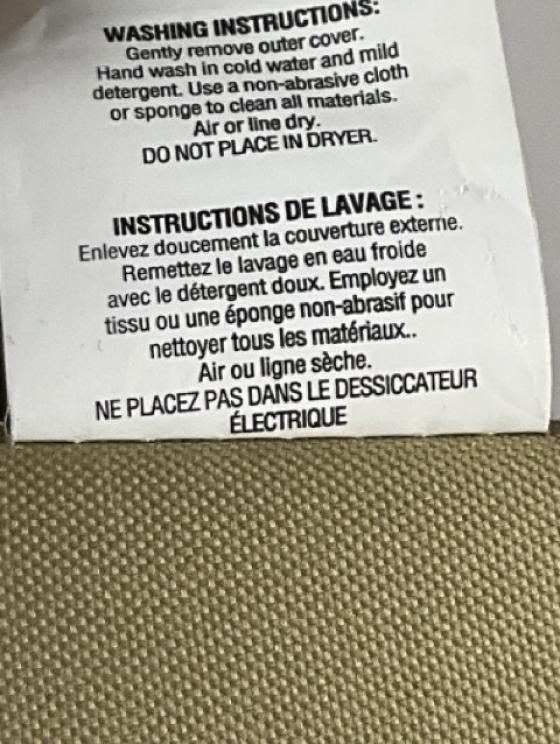 WASHING INSTRUCTIONS:
Gently remove outer cover.
Hand wash in cold water and mild
detergent. Use a non-abrasive cloth
or sponge to clean all materials.
Air or line dry.
DO NOT PLACE IN DRYER.
INSTRUCTIONS DE LAVAGE :
Enlevez doucement la couverture externe.
Remettez le lavage en eau froide
avec le détergent doux. Employez un
tissu ou une éponge non-abrasif pour
nettoyer tous les matériaux..
Air ou ligne sèche.
NE PLACEZ PAS DANS LE DESSICCATEUR
ÉLECTRIQUE